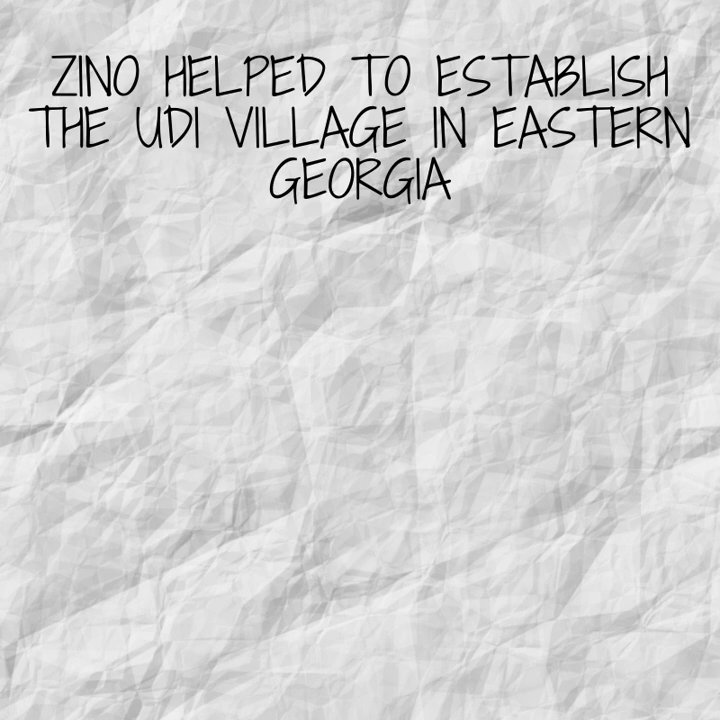 ZINO HELPED TO ESTABLISH
THE UDI VILLAGE IN EASTERN
GEORGIA